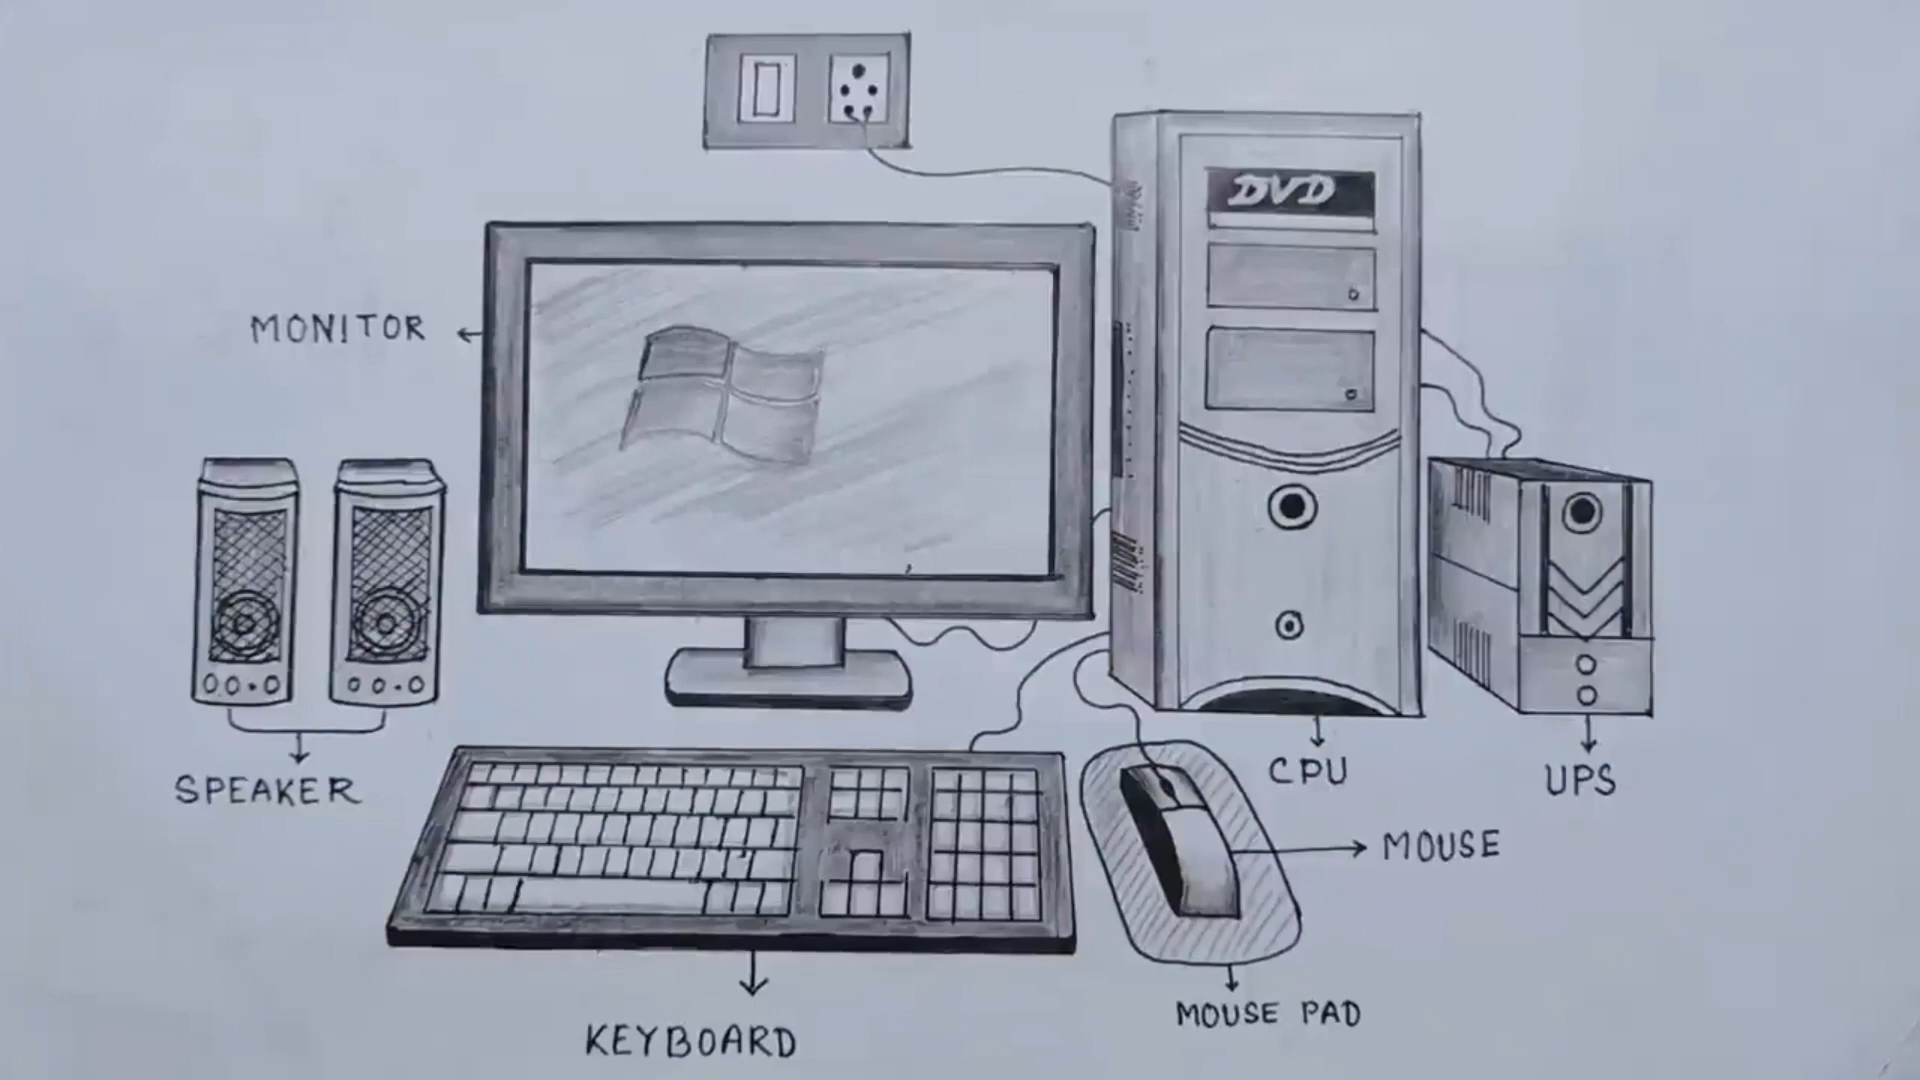 DVD
MONITOR
SPEAKER
CPU
UPS
MOUSE
MOUSE PAD
KEYBOARD